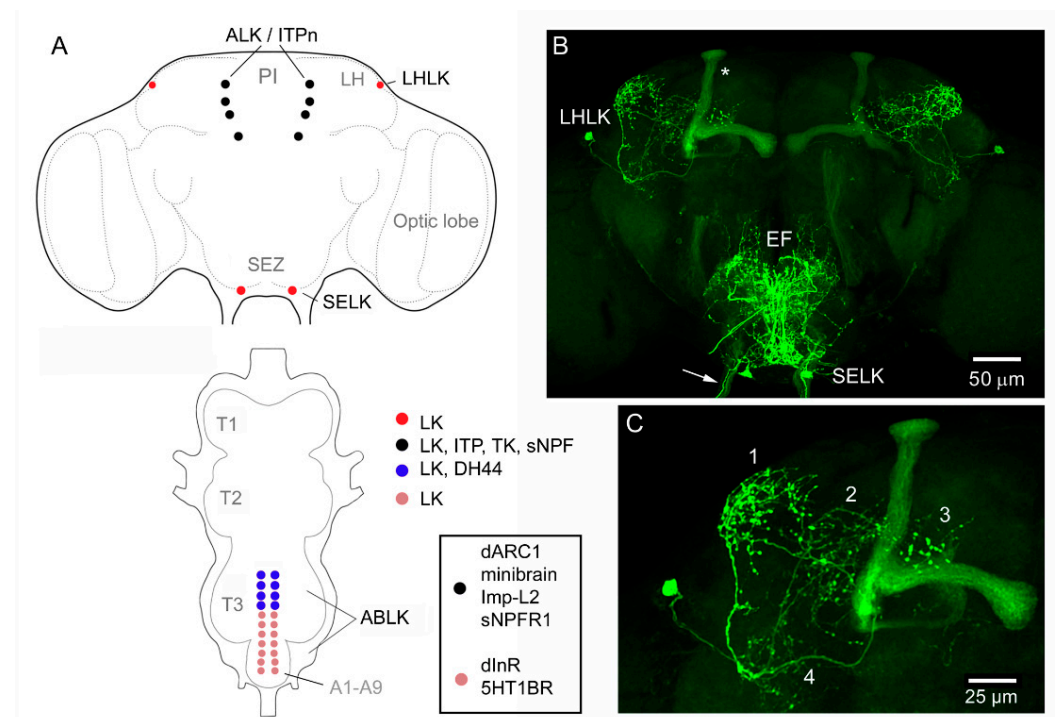 A
ALK / ITPn
PI
LH
LHLK
Optic lobe
SEZ
SELK
T1
T2
T3
LK
LK, ITP, TK, sNPF
LK, DH44
LK
ABLK
A1-A9
dARC1
minibrain
Imp-L2
sNPFR1
dInR
5HT1BR
B
*
LHLK
EF
SELK
50 µm
C
1
2
3
4
25 µm